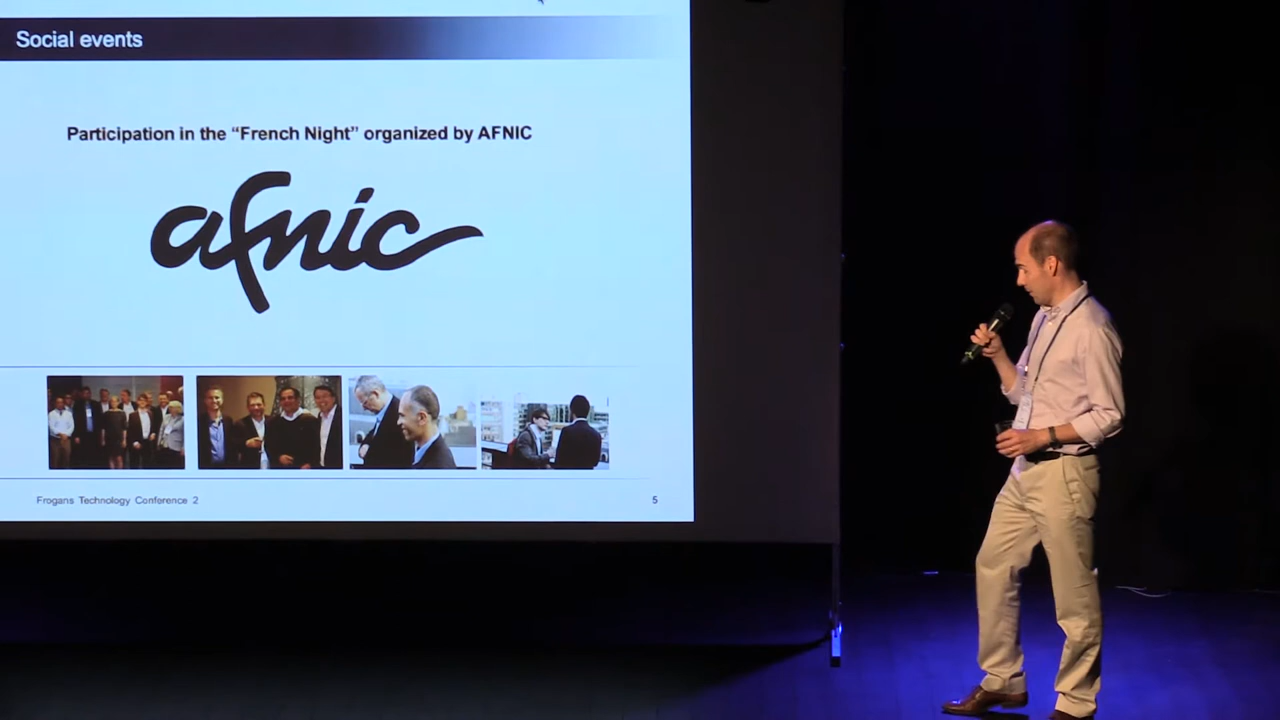 Social events
Participation in the “French Night” organized by AFNIC
afnic
Frogans Technology Conference 2
5